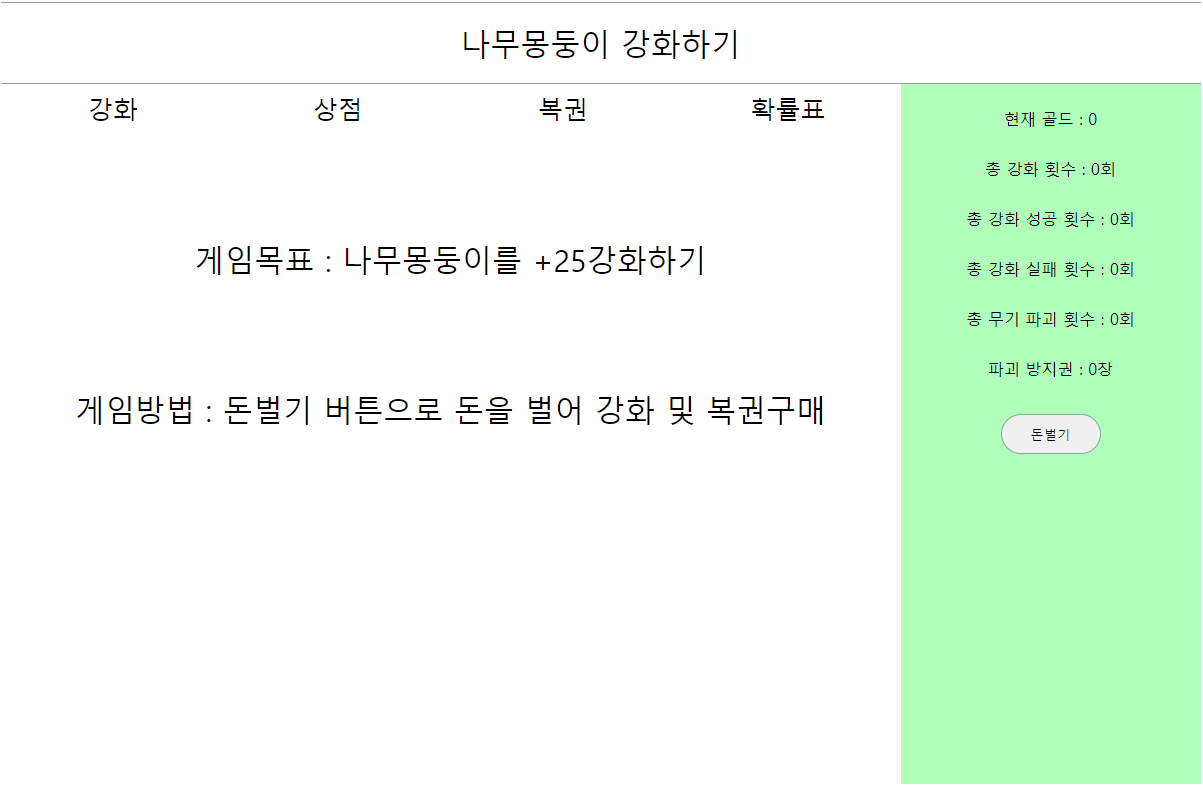 나무몽둥이 강화하기
강화 상점 복권 확률표
게임목표 : 나무몽둥이를 +25강화하기
게임방법 : 돈벌기 버튼으로 돈을 벌어 강화 및 복권구매
현재 골드 : 0
총 강화 횟수 : 0회
총 강화 성공 횟수 : 0회
총 강화 실패 횟수 : 0회
총 무기 파괴 횟수 : 0회
파괴 방지권 : 0장
돈벌기